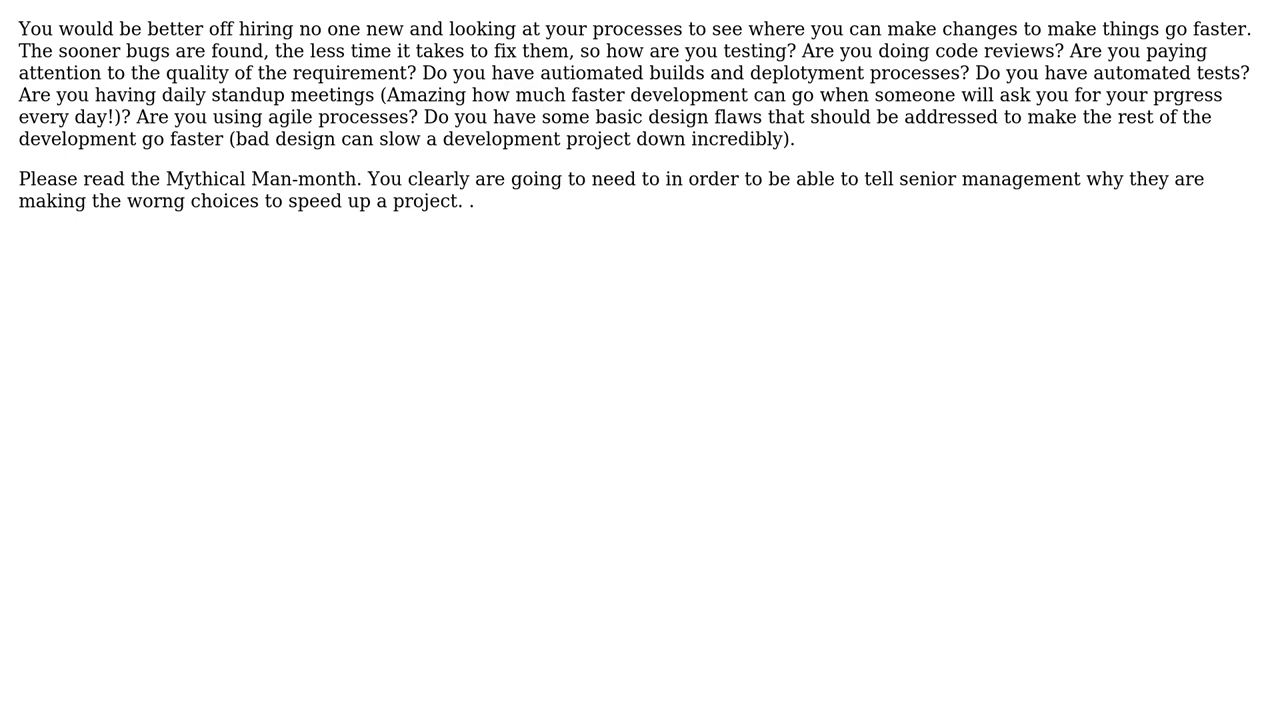 You would be better off hiring no one new and looking at your processes to see where you can make changes to make things go faster.
The sooner bugs are found, the less time it takes to fix them, so how are you testing? Are you doing code reviews? Are you paying
attention to the quality of the requirement? Do you have autiomated builds and deplotyment processes? Do you have automated tests?
Are you having daily standup meetings (Amazing how much faster development can go when someone will ask you for your prgress
every day!)? Are you using agile processes? Do you have some basic design flaws that should be addressed to make the rest of the
development go faster (bad design can slow a development project down incredibly).
Please read the Mythical Man-month. You clearly are going to need to in order to be able to tell senior management why they are
making the worng choices to speed up a project. .